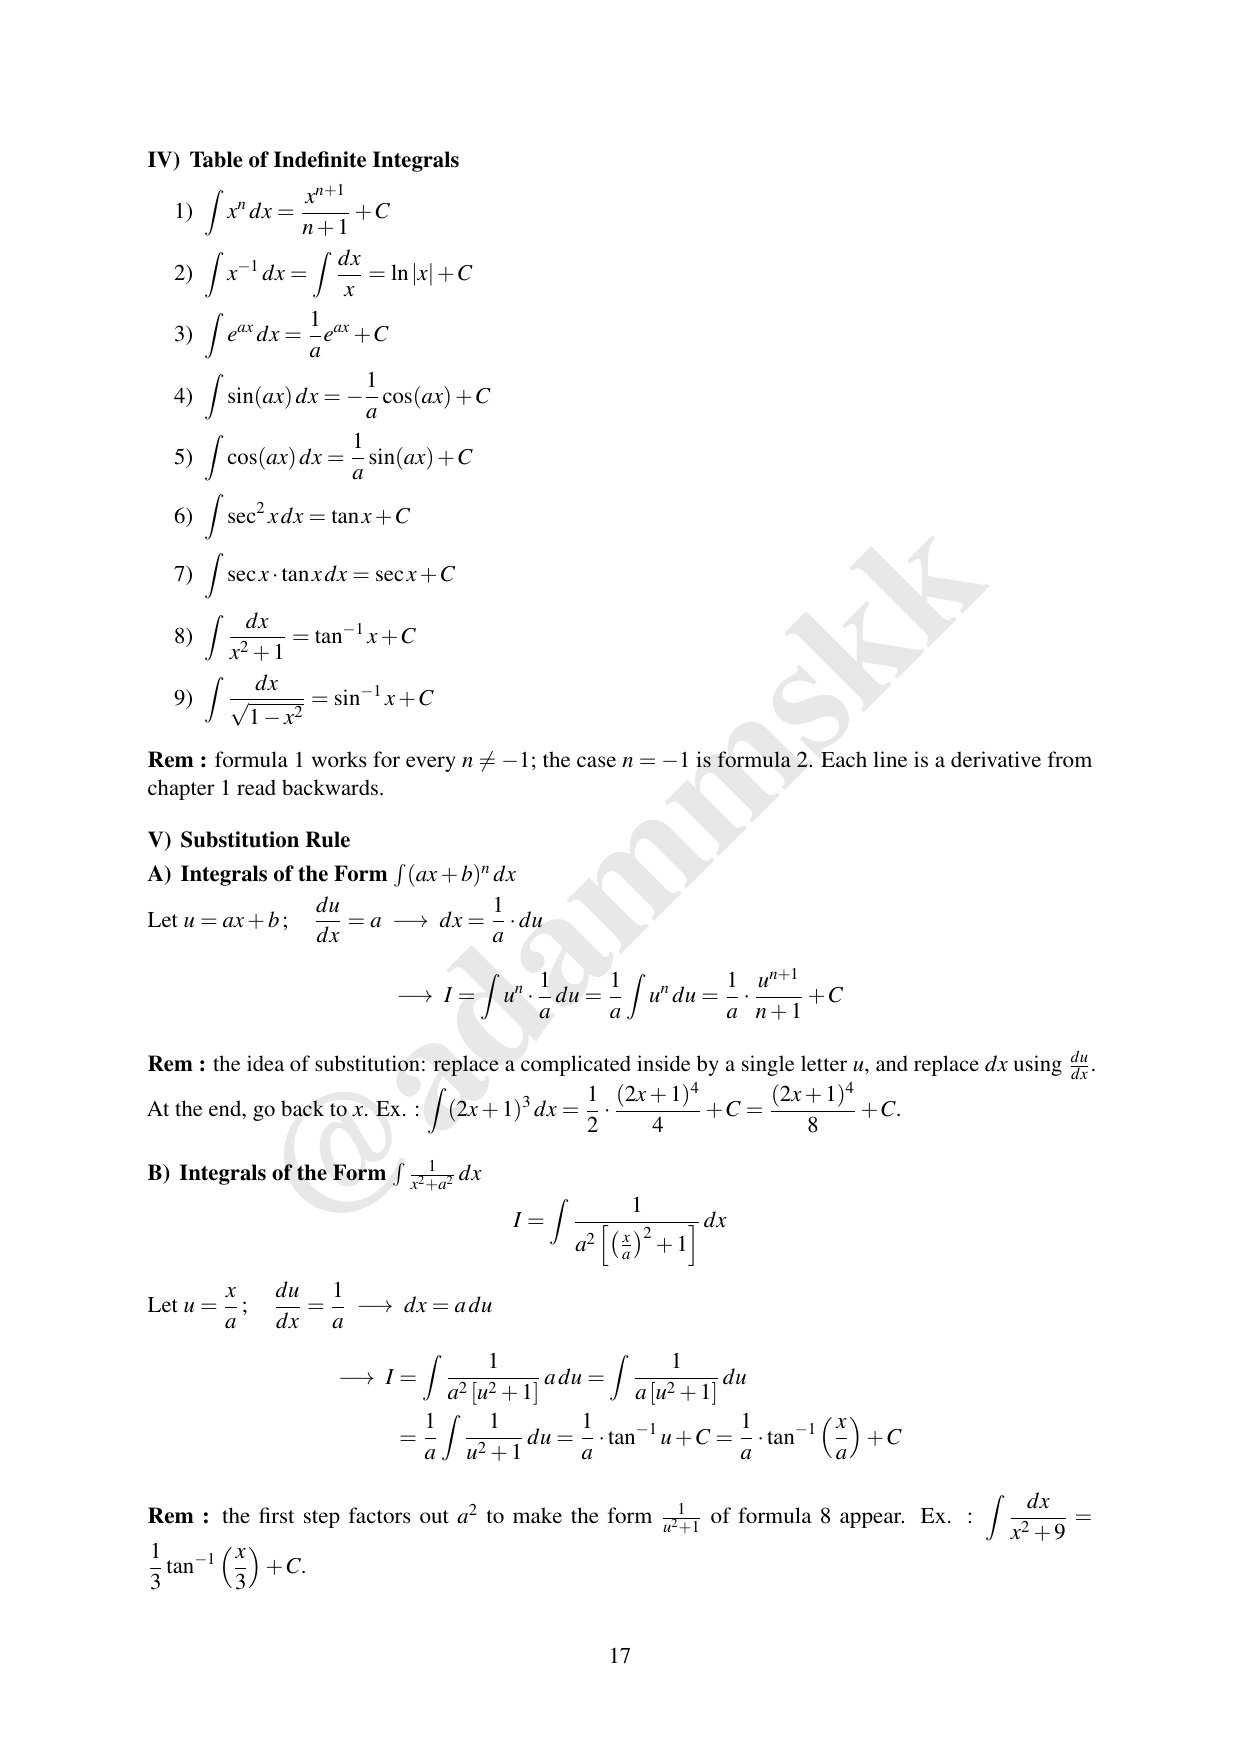 IV) Table of Indefinite Integrals
1) ∫ xⁿ dx = xⁿ⁺¹/(n+1) + C
2) ∫ x⁻¹ dx = ∫ dx/x = ln|x| + C
3) ∫ eᵃˣ dx = (1/a) eᵃˣ + C
4) ∫ sin(ax) dx = −(1/a) cos(ax) + C
5) ∫ cos(ax) dx = (1/a) sin(ax) + C
6) ∫ sec² x dx = tan x + C
7) ∫ sec x · tan x dx = sec x + C
8) ∫ dx/(x² + 1) = tan⁻¹ x + C
9) ∫ dx/√(1 − x²) = sin⁻¹ x + C
Rem : formula 1 works for every n ≠ −1; the case n = −1 is formula 2. Each line is a derivative from
chapter 1 read backwards.
V) Substitution Rule
A) Integrals of the Form ∫(ax + b)ⁿ dx
Let u = ax + b ; du/dx = a ⟶ dx = (1/a) · du
⟶ I = ∫ uⁿ · (1/a) du = (1/a) ∫ uⁿ du = (1/a) · uⁿ⁺¹/(n+1) + C
Rem : the idea of substitution: replace a complicated inside by a single letter u, and replace dx using du/dx.
At the end, go back to x. Ex. : ∫ (2x + 1)³ dx = (1/2) · (2x + 1)⁴/4 + C = (2x + 1)⁴/8 + C.
B) Integrals of the Form ∫ 1/(x²+a²) dx
I = ∫ 1/(a² [(x/a)² + 1]) dx
Let u = x/a ; du/dx = 1/a ⟶ dx = a du
⟶ I = ∫ 1/(a² [u² + 1]) a du = ∫ 1/(a [u² + 1]) du
= (1/a) ∫ 1/(u² + 1) du = (1/a) · tan⁻¹ u + C = (1/a) · tan⁻¹ (x/a) + C
Rem : the first step factors out a² to make the form 1/(u²+1) of formula 8 appear. Ex. : ∫ dx/(x² + 9) =
(1/3) tan⁻¹ (x/3) + C.
17
@adammskk